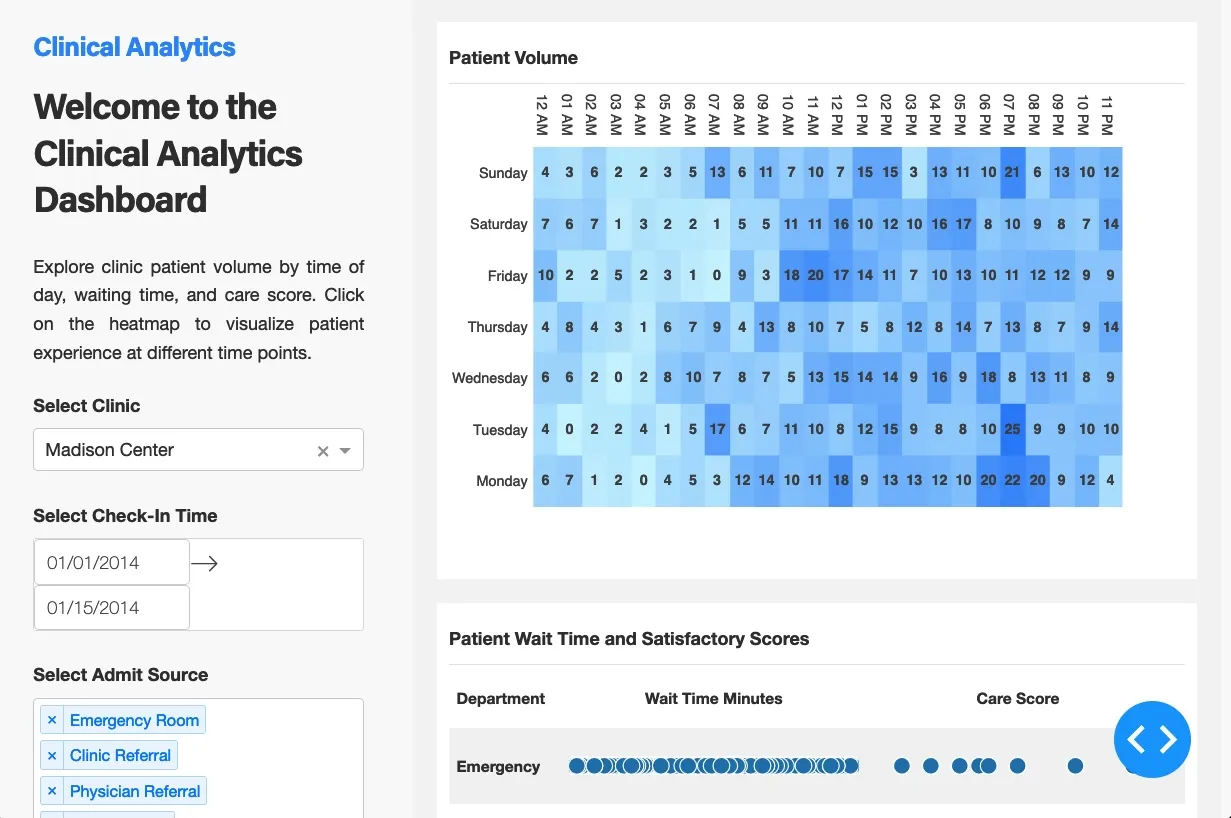 Clinical Analytics
Welcome to the
Clinical Analytics
Dashboard
Explore clinic patient volume by time of
day, waiting time, and care score. Click
on the heatmap to visualize patient
experience at different time points.
Select Clinic
Madison Center
Select Check-In Time
01/01/2014
01/15/2014
Select Admit Source
× Emergency Room
× Clinic Referral
× Physician Referral
Patient Volume
12 AM 01 AM 02 AM 03 AM 04 AM 05 AM 06 AM 07 AM 08 AM 09 AM 10 AM 11 AM 12 PM 01 PM 02 PM 03 PM 04 PM 05 PM 06 PM 07 PM 08 PM 09 PM 10 PM 11 PM
Sunday 4 3 6 2 2 3 5 13 6 11 7 10 7 15 15 3 13 11 10 21 6 13 10 12
Saturday 7 6 7 1 3 2 2 1 5 5 11 11 16 10 12 10 16 17 8 10 9 8 7 14
Friday 10 2 2 5 2 3 1 0 9 3 18 20 17 14 11 7 10 13 10 11 12 12 9 9
Thursday 4 8 4 3 1 6 7 9 4 13 8 10 7 5 8 12 8 14 7 13 8 7 9 14
Wednesday 6 6 2 0 2 8 10 7 8 7 5 13 15 14 14 9 16 9 18 8 13 11 8 9
Tuesday 4 0 2 2 4 1 5 17 6 7 11 10 8 12 15 9 8 8 10 25 9 9 10 10
Monday 6 7 1 2 0 4 5 3 12 14 10 11 18 9 13 13 12 10 20 22 20 9 12 4
Patient Wait Time and Satisfactory Scores
Department Wait Time Minutes Care Score
Emergency